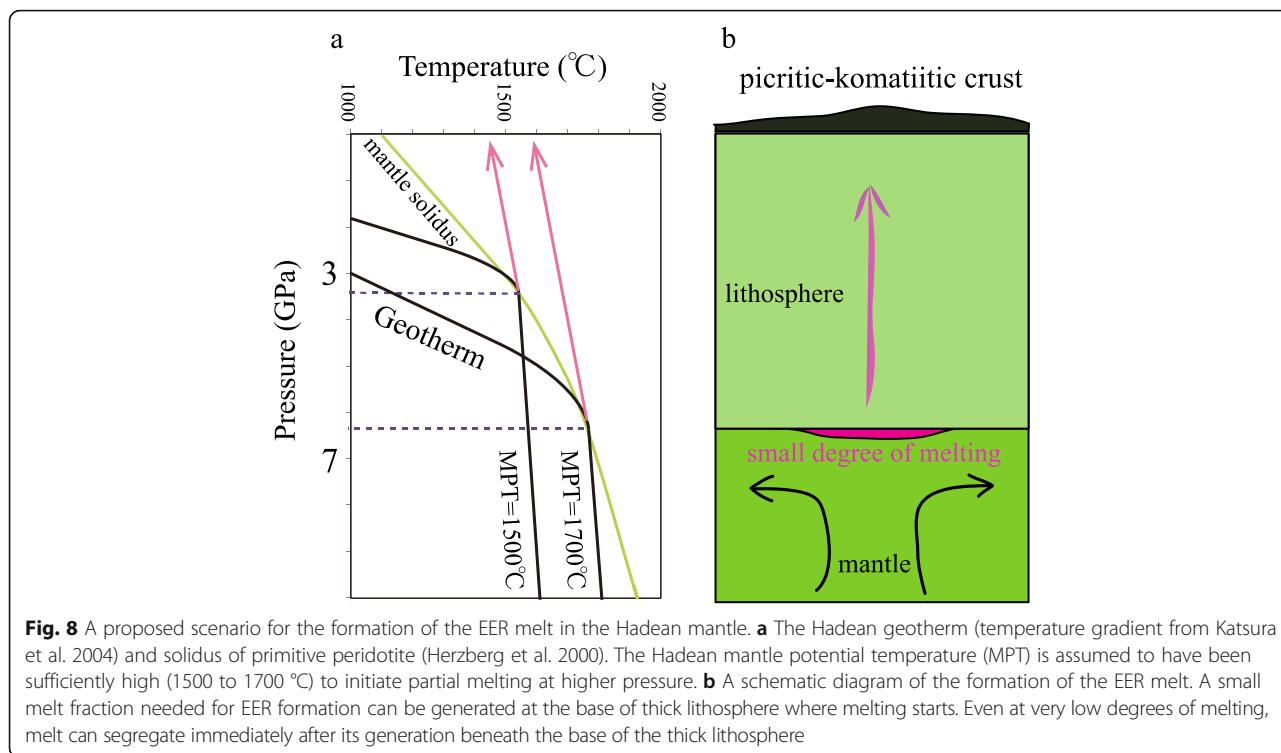 a
Temperature (℃)
1000
1500
2000
mantle solidus
Pressure (GPa)
3
7
Geotherm
MPT=1500℃
MPT=1700℃
b
picritic-komatiitic crust
lithosphere
small degree of melting
mantle
Fig. 8 A proposed scenario for the formation of the EER melt in the Hadean mantle. a The Hadean geotherm (temperature gradient from Katsura
et al. 2004) and solidus of primitive peridotite (Herzberg et al. 2000). The Hadean mantle potential temperature (MPT) is assumed to have been
sufficiently high (1500 to 1700 °C) to initiate partial melting at higher pressure. b A schematic diagram of the formation of the EER melt. A small
melt fraction needed for EER formation can be generated at the base of thick lithosphere where melting starts. Even at very low degrees of melting,
melt can segregate immediately after its generation beneath the base of the thick lithosphere